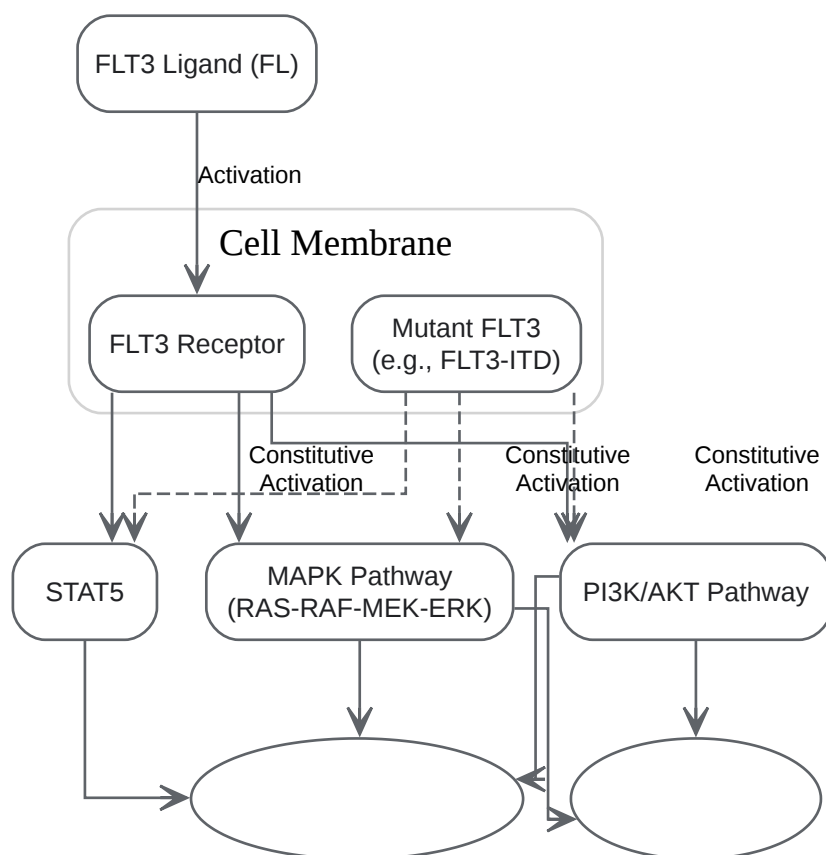 FLT3 Ligand (FL)
Activation
Cell Membrane
FLT3 Receptor
Mutant FLT3
(e.g., FLT3-ITD)
Constitutive
Activation
Constitutive
Activation
Constitutive
Activation
STAT5
MAPK Pathway
(RAS-RAF-MEK-ERK)
PI3K/AKT Pathway